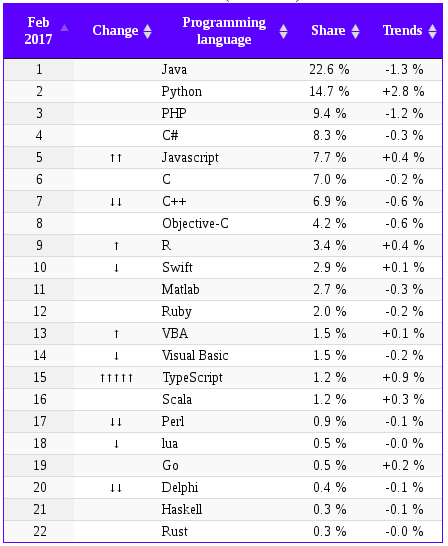 Feb 2017 Change Programming language Share Trends
1 Java 22.6 % -1.3 %
2 Python 14.7 % +2.8 %
3 PHP 9.4 % -1.2 %
4 C# 8.3 % -0.3 %
5 ↑↑ Javascript 7.7 % +0.4 %
6 C 7.0 % -0.2 %
7 ↓↓ C++ 6.9 % -0.6 %
8 Objective-C 4.2 % -0.6 %
9 ↑ R 3.4 % +0.4 %
10 ↓ Swift 2.9 % +0.1 %
11 Matlab 2.7 % -0.3 %
12 Ruby 2.0 % -0.2 %
13 ↑ VBA 1.5 % +0.1 %
14 ↓ Visual Basic 1.5 % -0.2 %
15 ↑↑↑↑↑ TypeScript 1.2 % +0.9 %
16 Scala 1.2 % +0.3 %
17 ↓↓ Perl 0.9 % -0.1 %
18 ↓ lua 0.5 % -0.0 %
19 Go 0.5 % +0.2 %
20 ↓↓ Delphi 0.4 % -0.1 %
21 Haskell 0.3 % -0.1 %
22 Rust 0.3 % -0.0 %